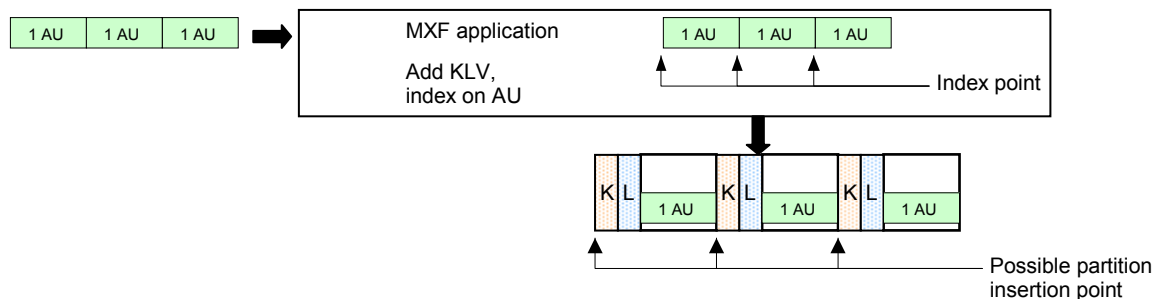 1 AU 1 AU 1 AU
MXF application
Add KLV,
index on AU
1 AU 1 AU 1 AU
Index point
K L 1 AU K L 1 AU K L 1 AU
Possible partition
insertion point